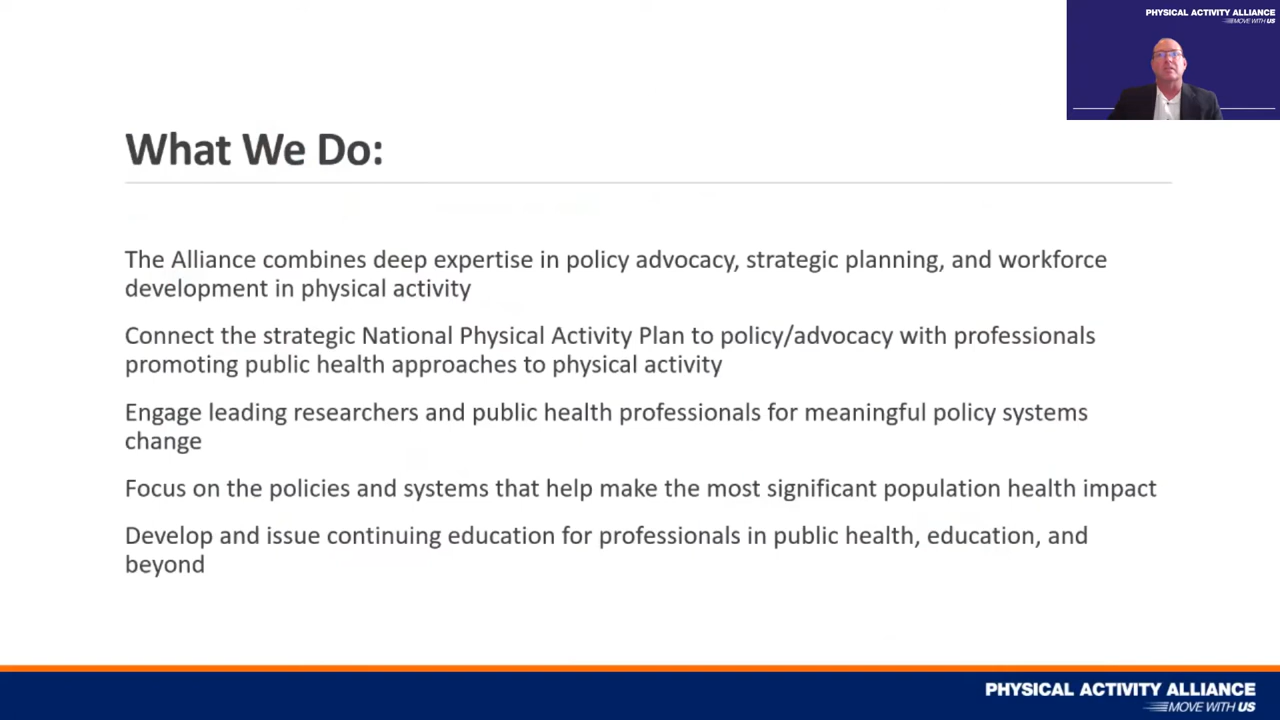 PHYSICAL ACTIVITY ALLIANCE
MOVE WITH US
What We Do:
The Alliance combines deep expertise in policy advocacy, strategic planning, and workforce
development in physical activity
Connect the strategic National Physical Activity Plan to policy/advocacy with professionals
promoting public health approaches to physical activity
Engage leading researchers and public health professionals for meaningful policy systems
change
Focus on the policies and systems that help make the most significant population health impact
Develop and issue continuing education for professionals in public health, education, and
beyond
PHYSICAL ACTIVITY ALLIANCE
MOVE WITH US